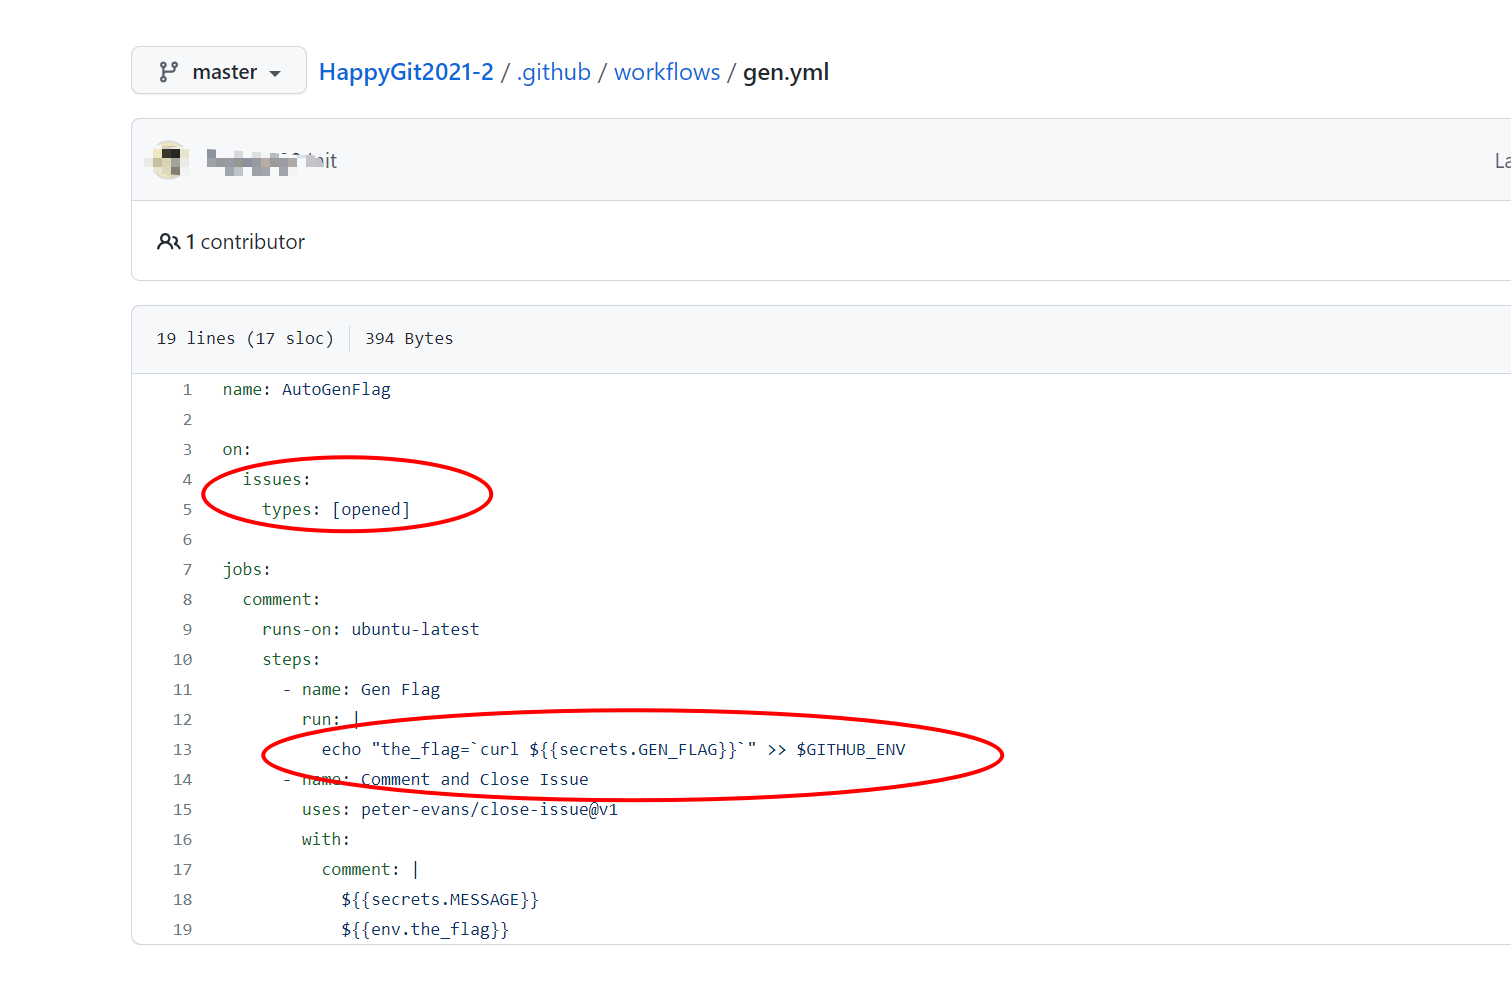 master HappyGit2021-2 / .github / workflows / gen.yml
1 contributor
19 lines (17 sloc) 394 Bytes
1 name: AutoGenFlag
2
3 on:
4 issues:
5 types: [opened]
6
7 jobs:
8 comment:
9 runs-on: ubuntu-latest
10 steps:
11 - name: Gen Flag
12 run: |
13 echo "the_flag=`curl ${{secrets.GEN_FLAG}}`" >> $GITHUB_ENV
14 - name: Comment and Close Issue
15 uses: peter-evans/close-issue@v1
16 with:
17 comment: |
18 ${{secrets.MESSAGE}}
19 ${{env.the_flag}}